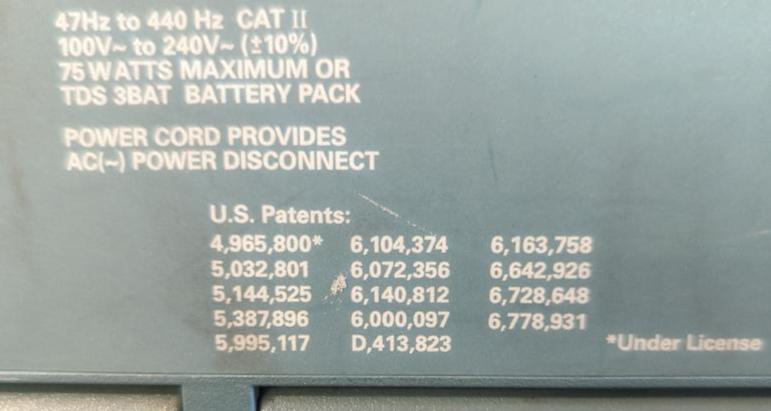 47Hz to 440 Hz CAT II
100V~ to 240V~ (±10%)
75 WATTS MAXIMUM OR
TDS 3BAT BATTERY PACK
POWER CORD PROVIDES
AC(~) POWER DISCONNECT
U.S. Patents:
4,965,800* 6,104,374 6,163,758
5,032,801 6,072,356 6,642,926
5,144,525 6,140,812 6,728,648
5,387,896 6,000,097 6,778,931
5,995,117 D,413,823 *Under License